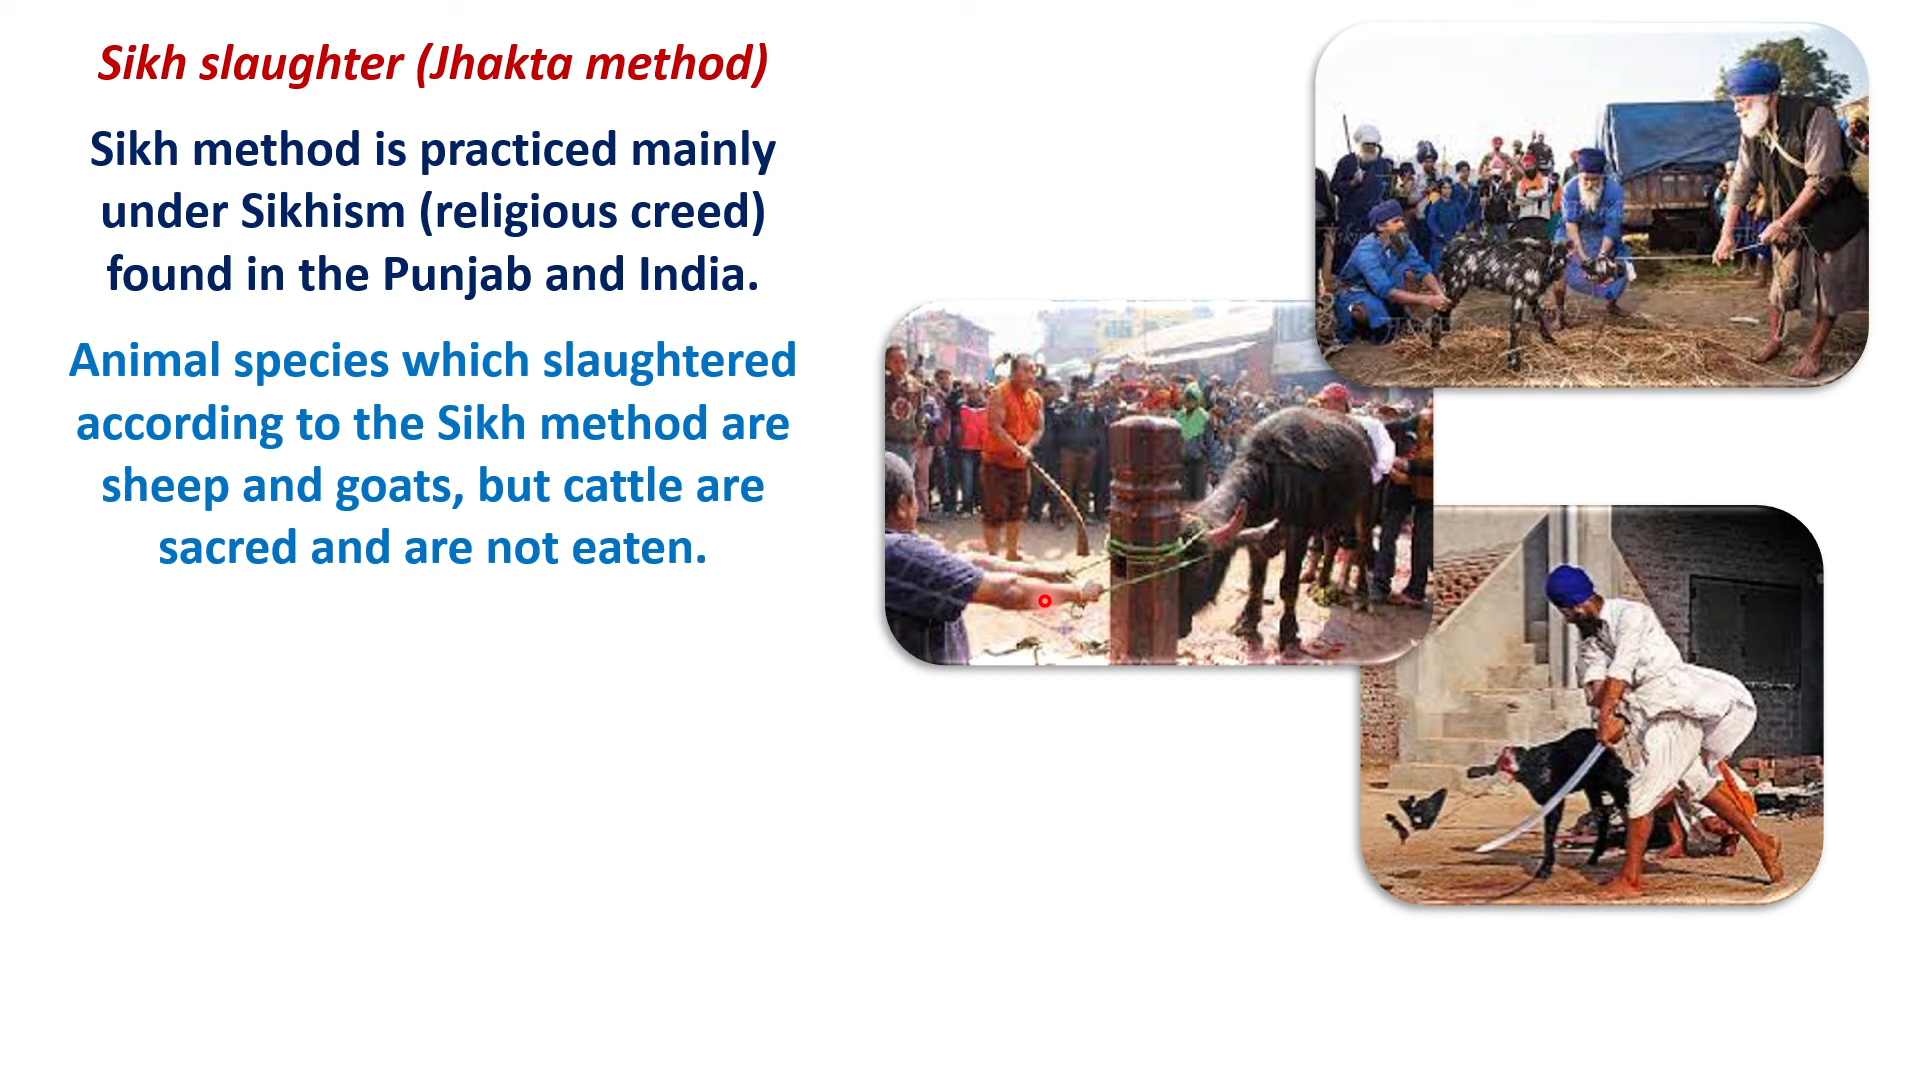 Sikh slaughter (Jhakta method)
Sikh method is practiced mainly
under Sikhism (religious creed)
found in the Punjab and India.
Animal species which slaughtered
according to the Sikh method are
sheep and goats, but cattle are
sacred and are not eaten.